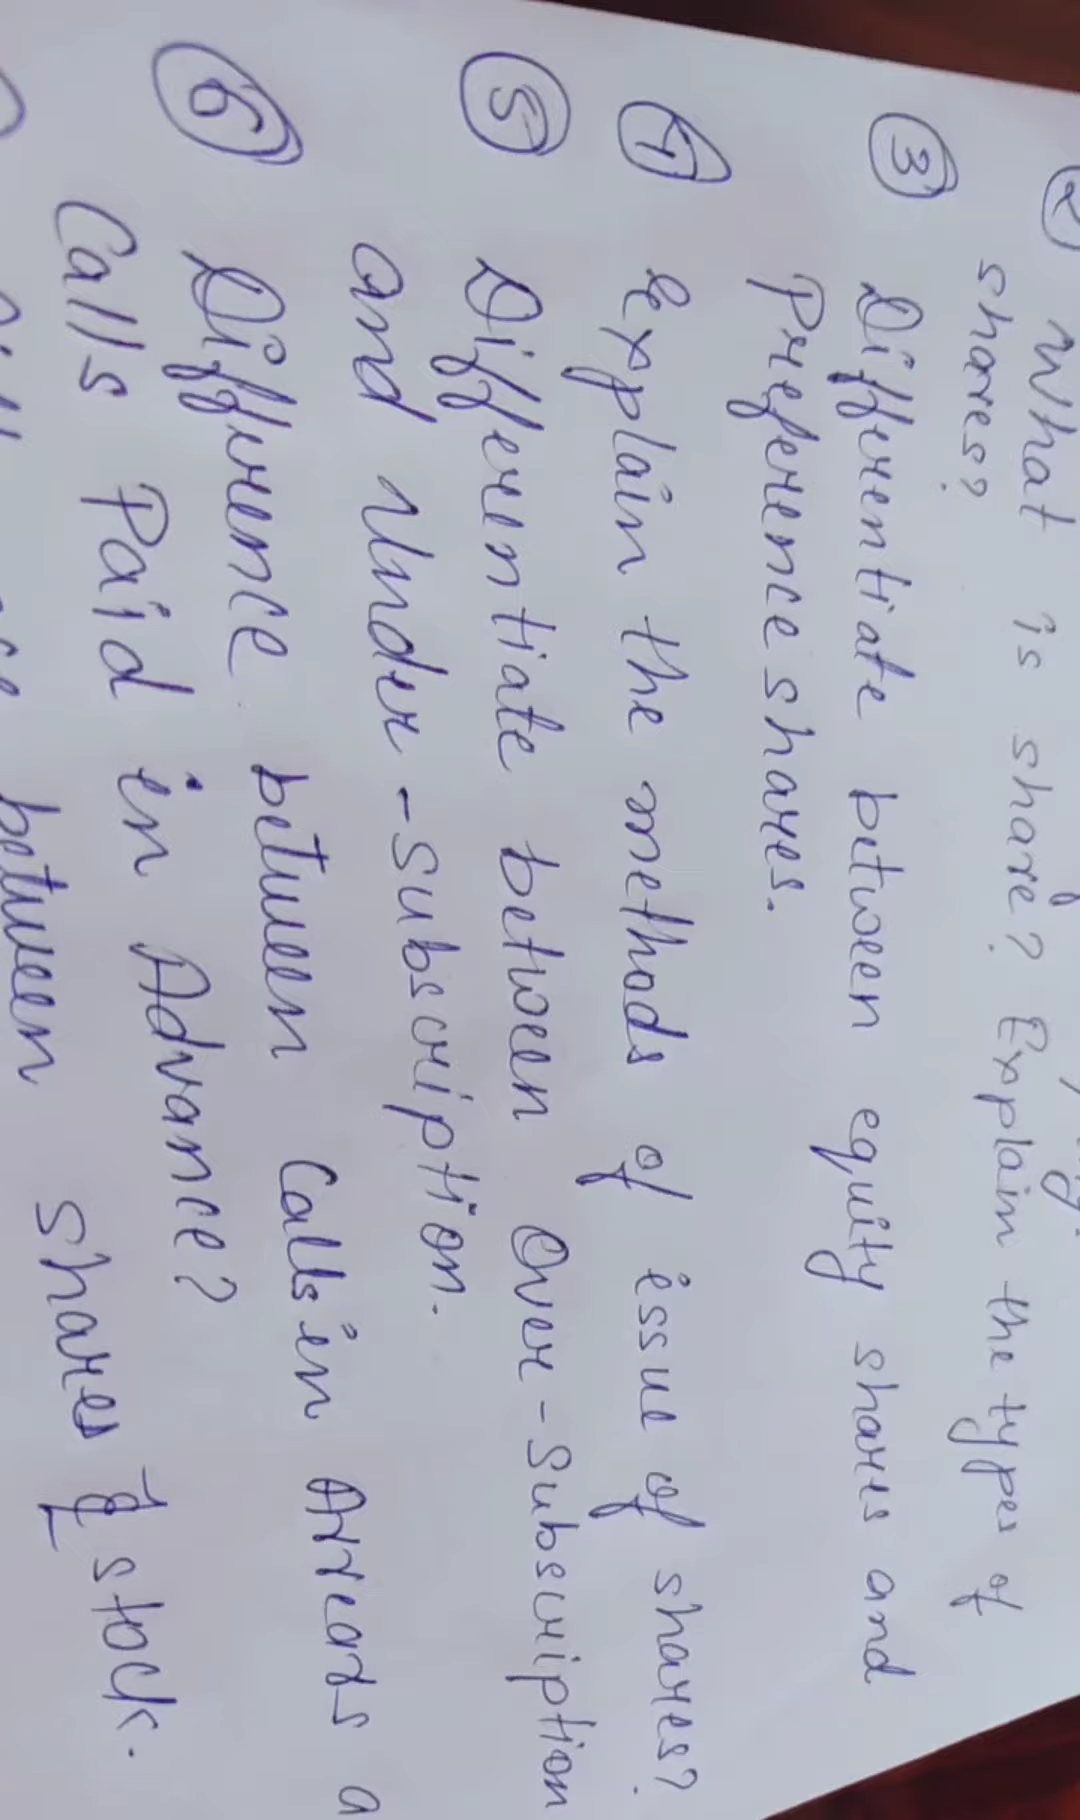 ② What is share? Explain the types of
shares?
③ Differentiate between equity shares and
Preference shares.
④ Explain the methods of issue of shares?
⑤ Differentiate between Over-Subscription
and Under-Subscription.
⑥ Difference between Calls in Arrears a
Calls Paid in Advance?
between shares & stock.